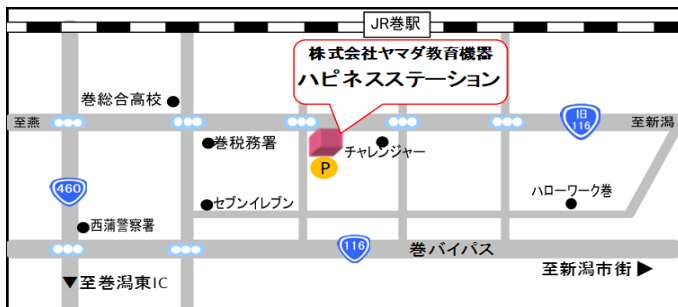 JR巻駅
株式会社ヤマダ教育機器
ハピネスステーション
巻総合高校
至燕
旧
116
至新潟
巻税務署
チャレンジャー
P
460
セブンイレブン
ハローワーク巻
西蒲警察署
116
巻バイパス
▼至巻潟東IC
至新潟市街▶